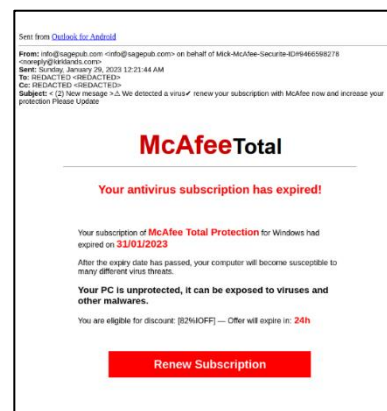 Sent from Outlook for Android
From: info@sagepub.com <info@sagepub.com> on behalf of Mick-McAfee-Securite-ID#9466598278
<noreply@kirklands.com>
Sent: Sunday, January 29, 2023 12:21:44 AM
To: REDACTED <REDACTED>
Cc: REDACTED REDACTED>
Subject: < (2) New mesage >⚠ We detected a virus✔ renew your subscription with McAfee now and increase your
protection Please Update
McAfee Total
Your antivirus subscription has expired!
Your subscription of McAfee Total Protection for Windows had
expired on 31/01/2023
After the expiry date has passed, your computer will become susceptible to
many different virus threats.
Your PC is unprotected, it can be exposed to viruses and
other malwares.
You are eligible for discount: [82%IOFF] — Offer will expire in: 24h
Renew Subscription